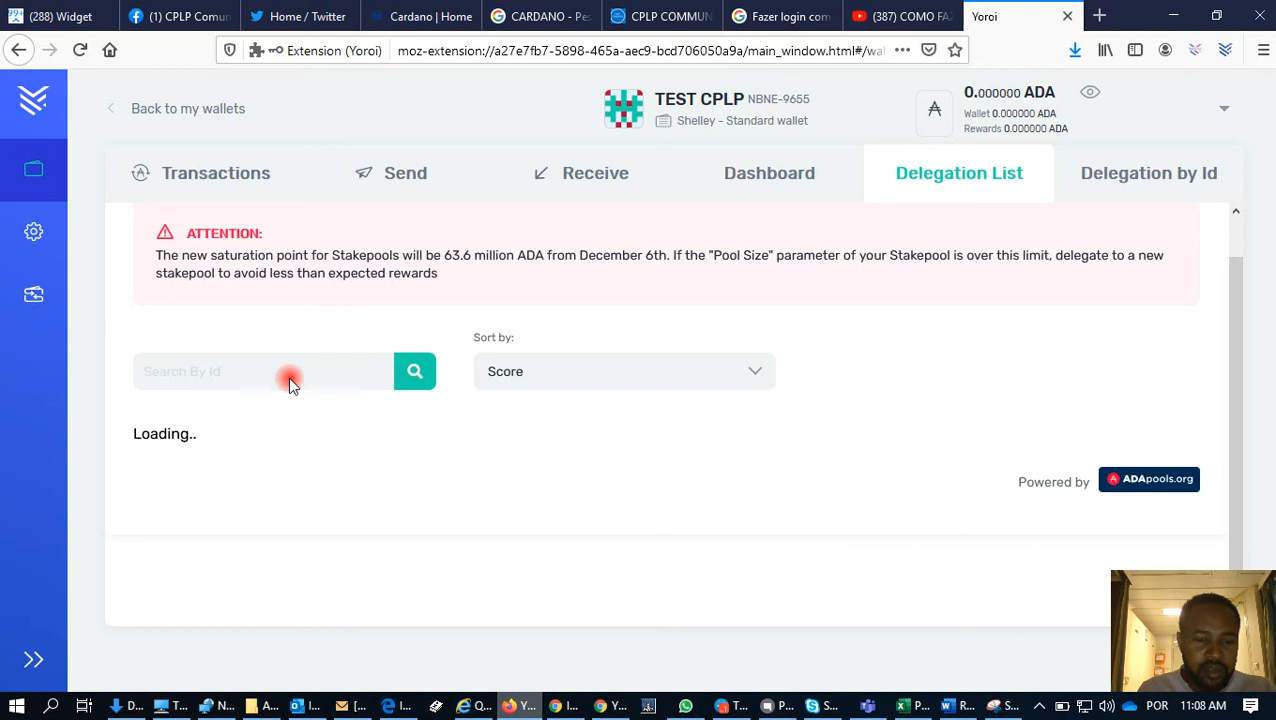 (288) Widget
(1) CPLP Comun
Home / Twitter
Cardano | Home
CARDANO - Pes
CPLP COMMUN
Fazer login com
(387) COMO FA
Yoroi
Extension (Yoroi)
moz-extension://a27e7fb7-5898-465a-aec9-bcd706050a9a/main_window.html#/wa
Back to my wallets
TEST CPLP NBNE-9655
Shelley - Standard wallet
0.000000 ADA
Wallet 0.000000 ADA
Rewards 0.000000 ADA
Transactions
Send
Receive
Dashboard
Delegation List
Delegation by Id
ATTENTION:
The new saturation point for Stakepools will be 63.6 million ADA from December 6th. If the "Pool Size" parameter of your Stakepool is over this limit, delegate to a new
stakepool to avoid less than expected rewards
Sort by:
Search By Id
Score
Loading..
Powered by ADApools.org
D...
T...
N...
A...
I...
[...
I...
Q...
Y...
I...
Y...
T...
P...
S...
P...
R...
S...
POR
11:08 AM